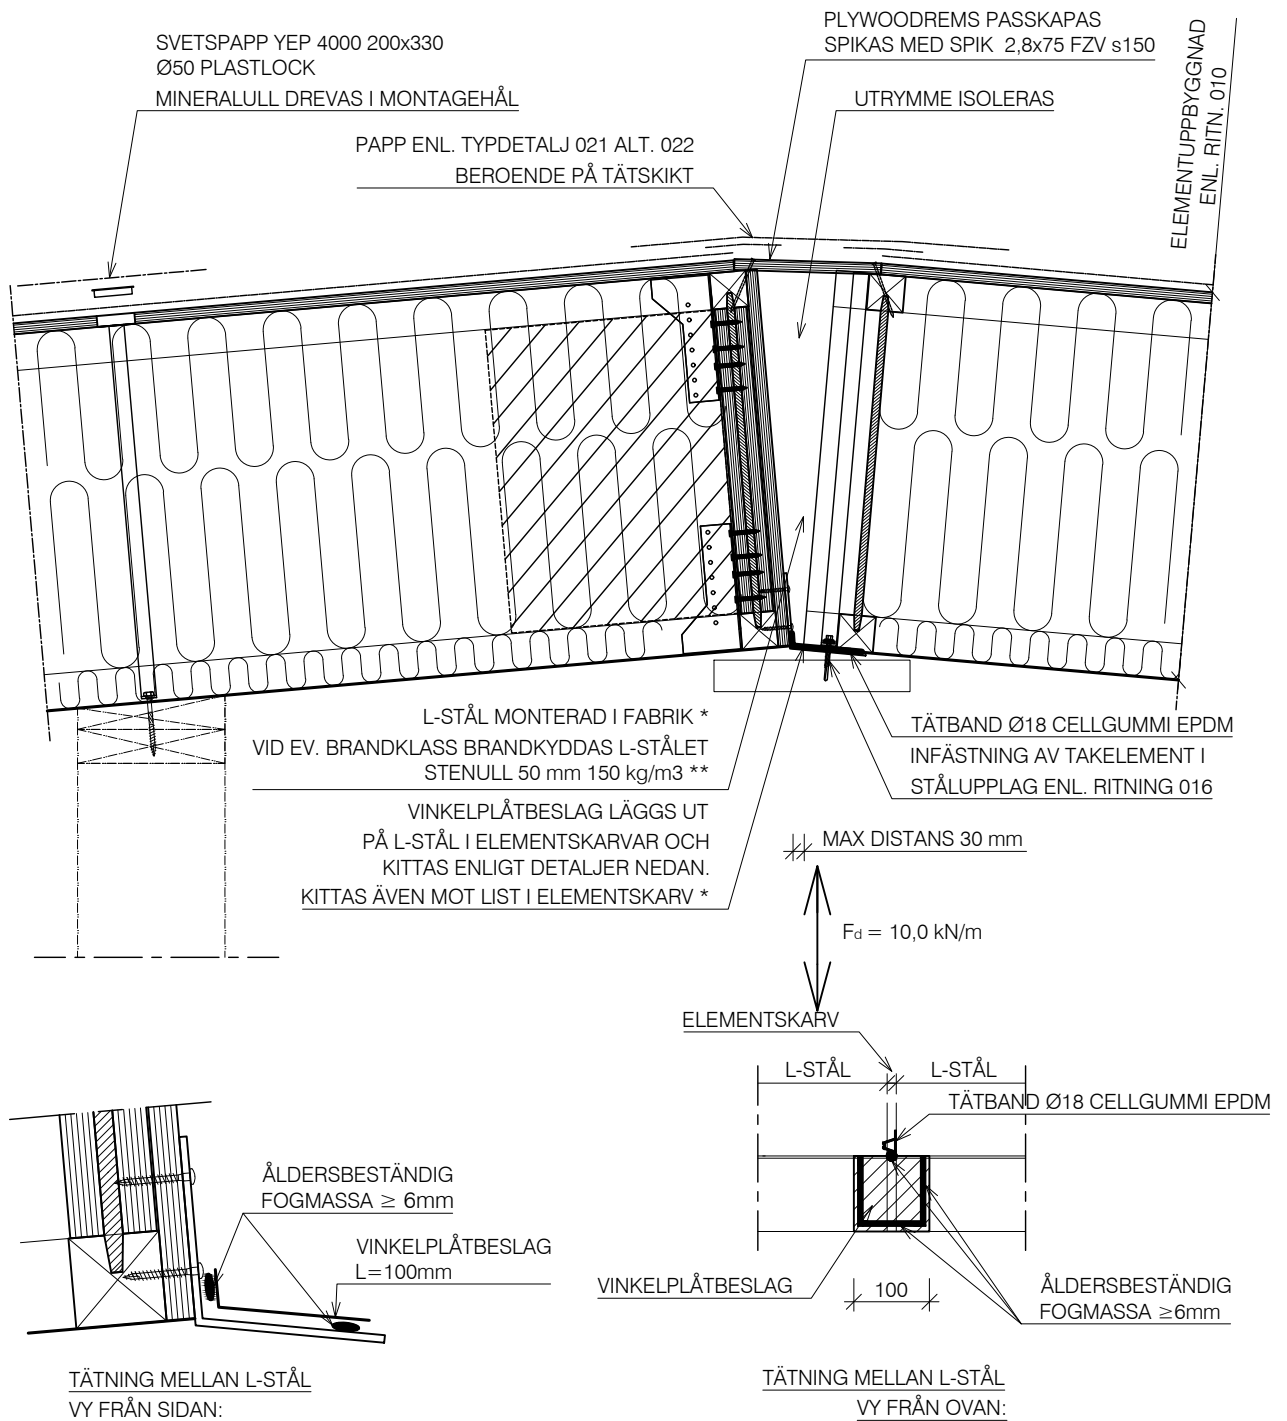 PLYWOODREMS PASSKAPAS
SPIKAS MED SPIK 2,8x75 FZV s150
SVETSPAPP YEP 4000 200x330
Ø50 PLASTLOCK
MINERALULL DREVAS I MONTAGEHÅL
UTRYMME ISOLERAS
ELEMENTUPPBYGGNAD
ENL. RITN. 010
PAPP ENL. TYPDETALJ 021 ALT. 022
BEROENDE PÅ TÄTSKIKT
L-STÅL MONTERAD I FABRIK *
VID EV. BRANDKLASS BRANDKYDDAS L-STÅLET
STENULL 50 mm 150 kg/m3 **
TÄTBAND Ø18 CELLGUMMI EPDM
INFÄSTNING AV TAKELEMENT I
STÅLUPPLAG ENL. RITNING 016
VINKELPLÅTBESLAG LÄGGS UT
PÅ L-STÅL I ELEMENTSKARVAR OCH
KITTAS ENLIGT DETALJER NEDAN.
KITTAS ÄVEN MOT LIST I ELEMENTSKARV *
MAX DISTANS 30 mm
Fd = 10,0 kN/m
ELEMENTSKARV
L-STÅL
L-STÅL
TÄTBAND Ø18 CELLGUMMI EPDM
ÅLDERSBESTÄNDIG
FOGMASSA ≥ 6mm
VINKELPLÅTBESLAG
L=100mm
VINKELPLÅTBESLAG
100
ÅLDERSBESTÄNDIG
FOGMASSA ≥6mm
TÄTNING MELLAN L-STÅL
VY FRÅN SIDAN:
TÄTNING MELLAN L-STÅL
VY FRÅN OVAN: